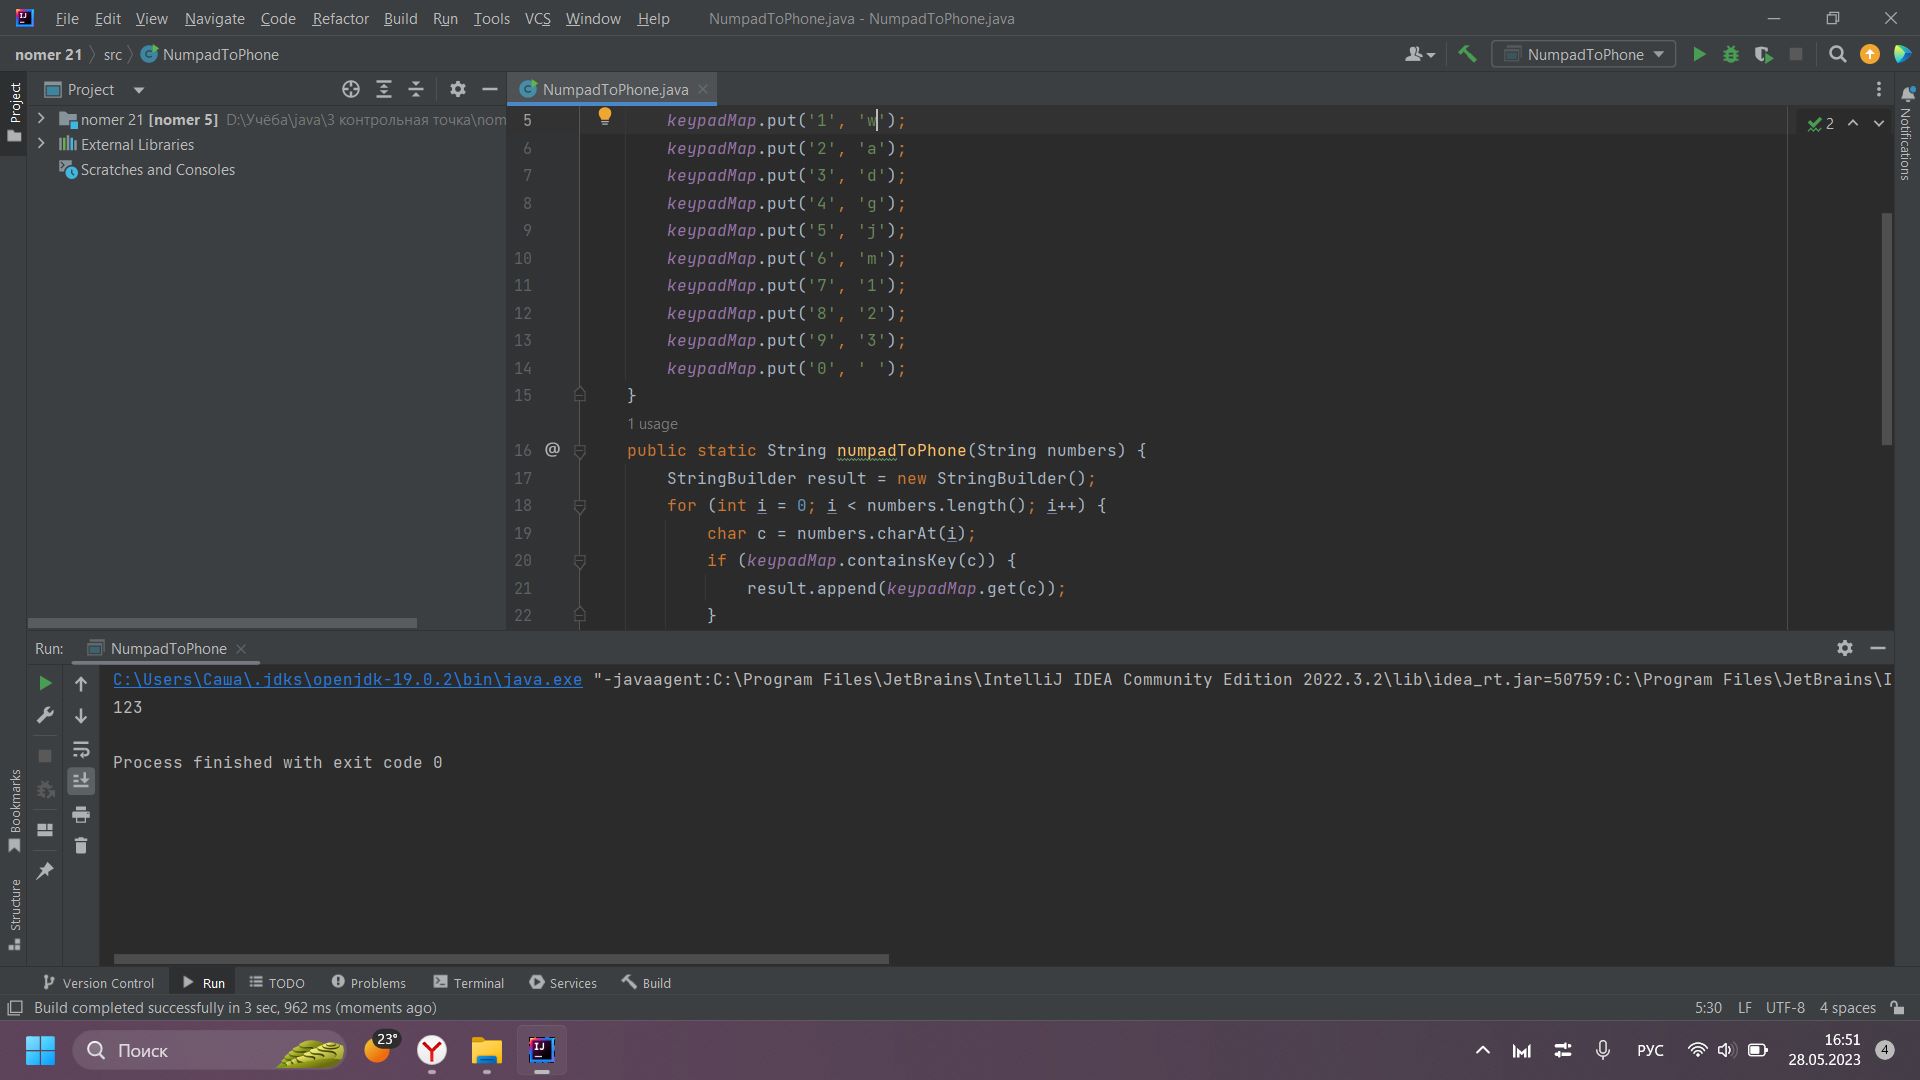 File Edit View Navigate Code Refactor Build Run Tools VCS Window Help NumpadToPhone.java - NumpadToPhone.java
nomer 21 src NumpadToPhone NumpadToPhone
Project
Project
NumpadToPhone.java
nomer 21 [nomer 5] D:\Учёба\java\3 контрольная точка\nom
External Libraries
Scratches and Consoles
5 keypadMap.put('1', 'w');
6 keypadMap.put('2', 'a');
7 keypadMap.put('3', 'd');
8 keypadMap.put('4', 'g');
9 keypadMap.put('5', 'j');
10 keypadMap.put('6', 'm');
11 keypadMap.put('7', '1');
12 keypadMap.put('8', '2');
13 keypadMap.put('9', '3');
14 keypadMap.put('0', ' ');
15 }
1 usage
16 @ public static String numpadToPhone(String numbers) {
17 StringBuilder result = new StringBuilder();
18 for (int i = 0; i < numbers.length(); i++) {
19 char c = numbers.charAt(i);
20 if (keypadMap.containsKey(c)) {
21 result.append(keypadMap.get(c));
22 }
2
Notifications
Run: NumpadToPhone
C:\Users\Саша\.jdks\openjdk-19.0.2\bin\java.exe "-javaagent:C:\Program Files\JetBrains\IntelliJ IDEA Community Edition 2022.3.2\lib\idea_rt.jar=50759:C:\Program Files\JetBrains\I
123
Process finished with exit code 0
Bookmarks
Structure
Version Control Run TODO Problems Terminal Services Build
Build completed successfully in 3 sec, 962 ms (moments ago) 5:30 LF UTF-8 4 spaces
Поиск 23° РУС 16:51
28.05.2023 4